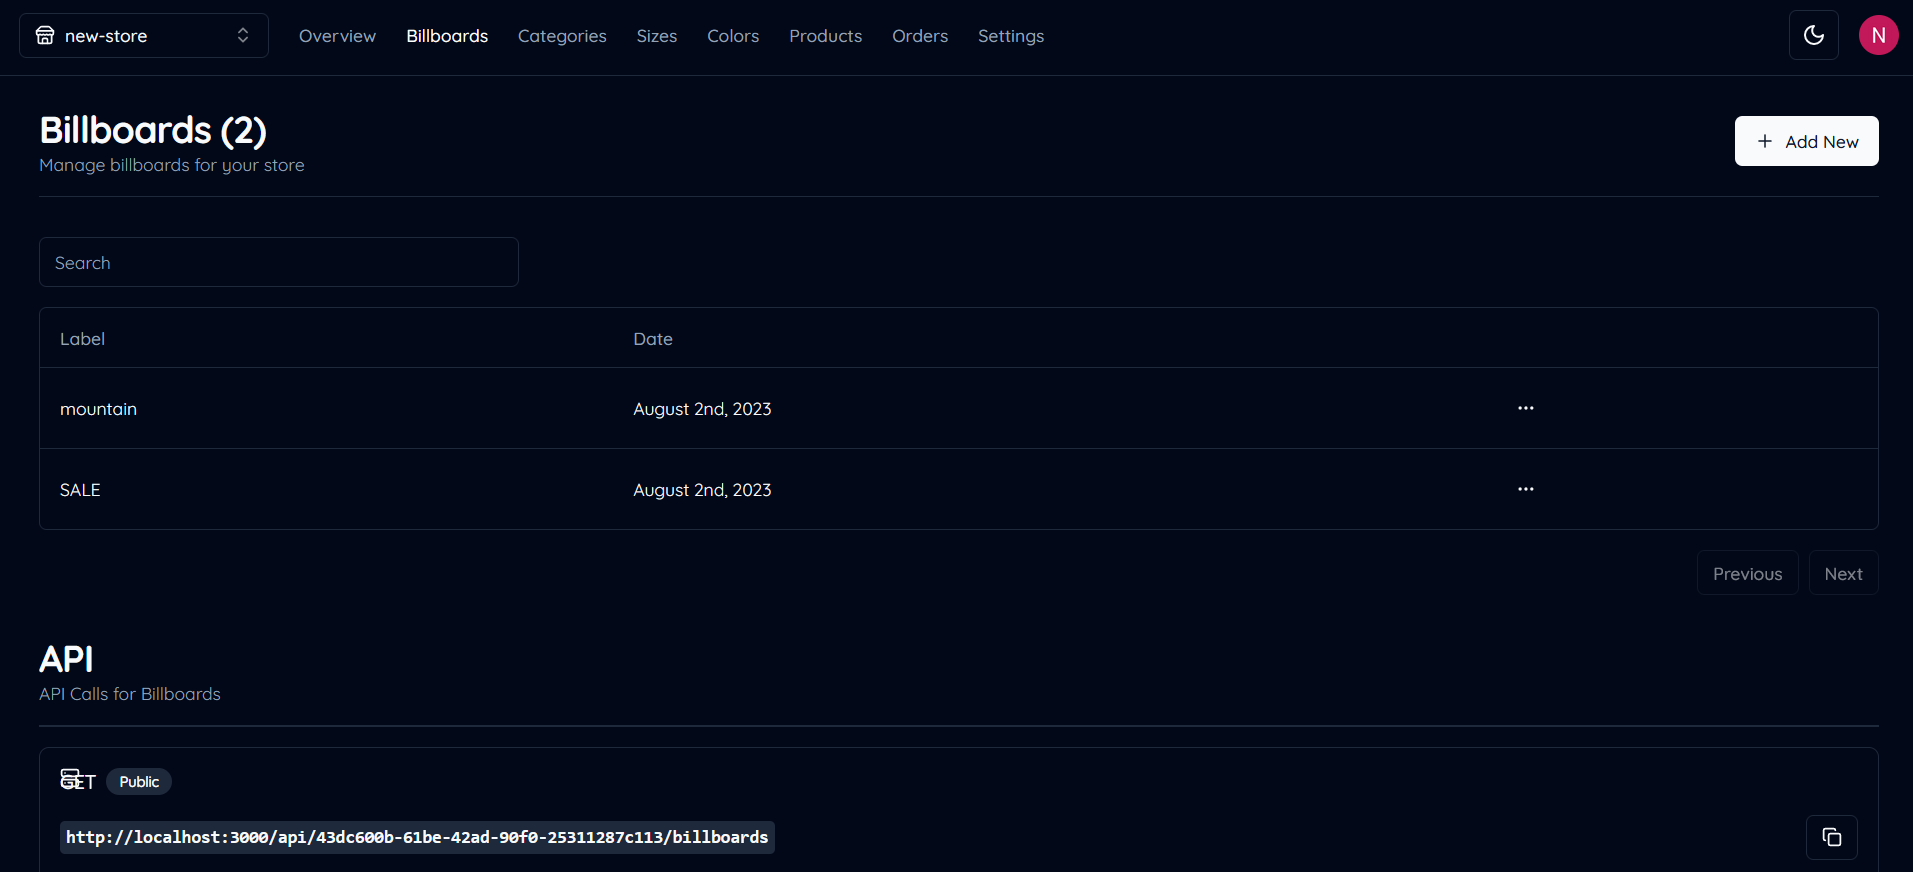 new-store Overview Billboards Categories Sizes Colors Products Orders Settings N
Billboards (2)
Manage billboards for your store
+ Add New
Search
Label Date
mountain August 2nd, 2023 ···
SALE August 2nd, 2023 ···
Previous Next
API
API Calls for Billboards
GET Public
http://localhost:3000/api/43dc600b-61be-42ad-90f0-25311287c113/billboards